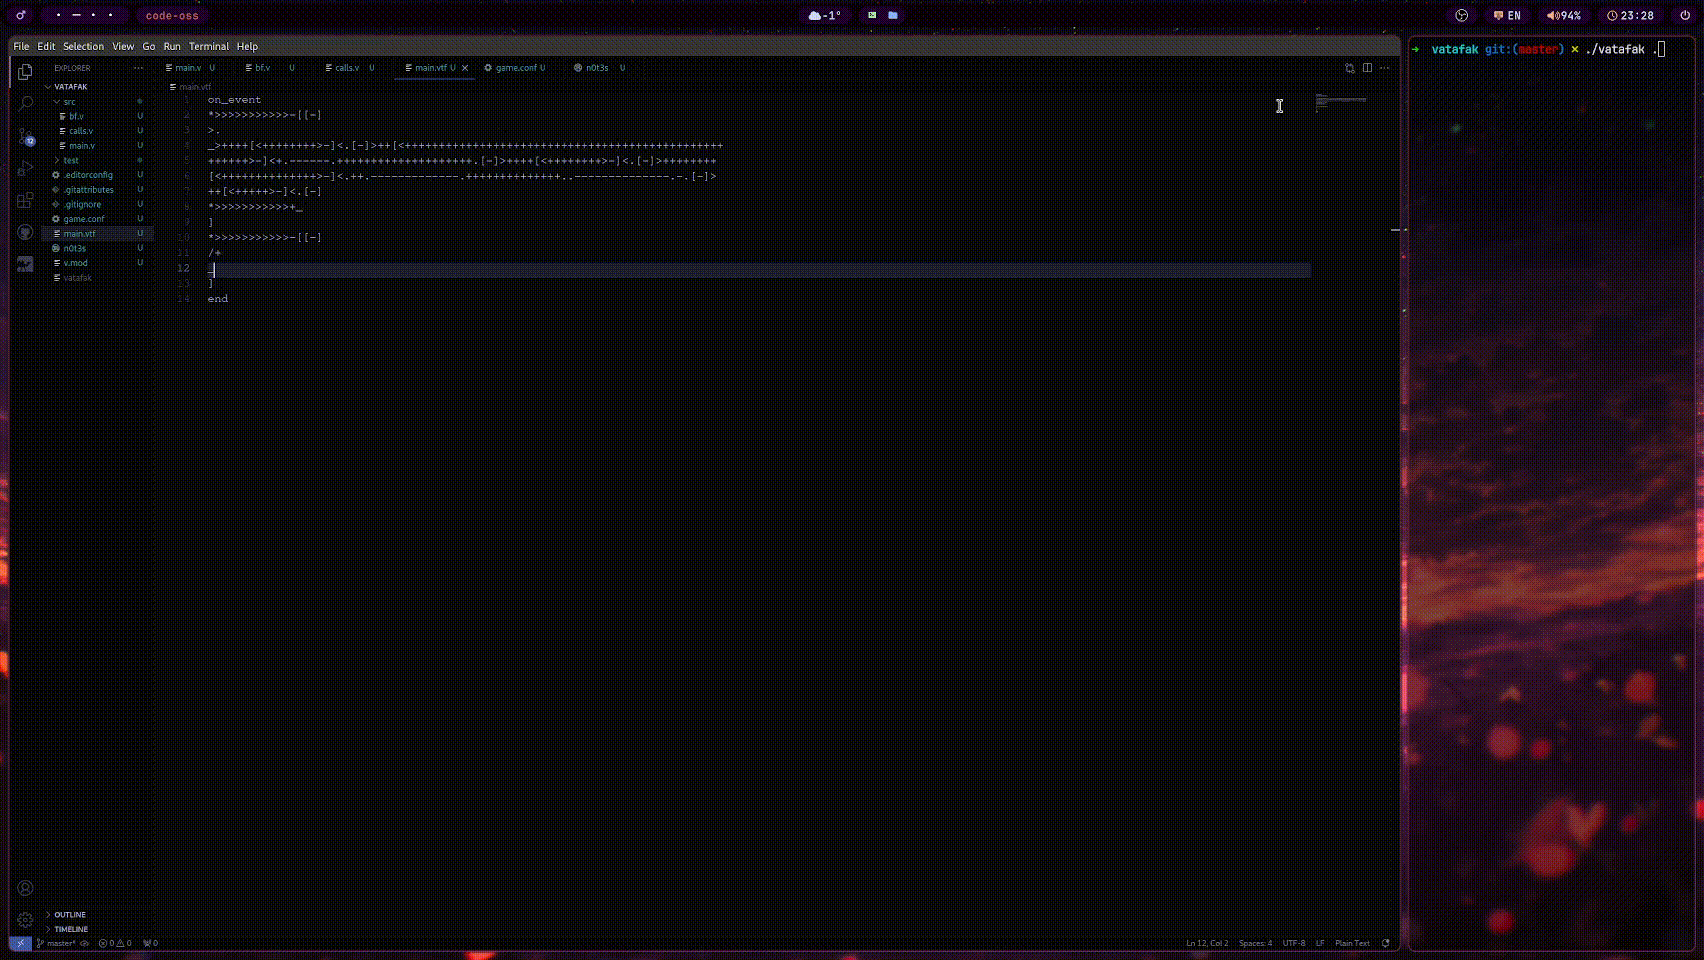 code-oss
-1°
EN
94%
23:28
File Edit Selection View Go Run Terminal Help
EXPLORER ···
main.v U
bf.v U
calls.v U
main.vtf U ×
game.conf U
n0t3s U
VATAFAK
src
bf.v U
calls.v U
main.v U
test
.editorconfig U
.gitattributes U
.gitignore U
game.conf U
main.vtf U
n0t3s U
v.mod U
vatafak
OUTLINE
TIMELINE
main.vtf
1 on_event
2 *>>>>>>>>>>>-[[-]
3 >.
7 ++[<+++++>-]<.[-]
8 *>>>>>>>>>>>+_
9 ]
10 *>>>>>>>>>>>-[[-]
11 /+
12 _
13 ]
14 end
master* 0 0 0
Ln 12, Col 2 Spaces: 4 UTF-8 LF Plain Text
→ vatafak git:(master) × ./vatafak .